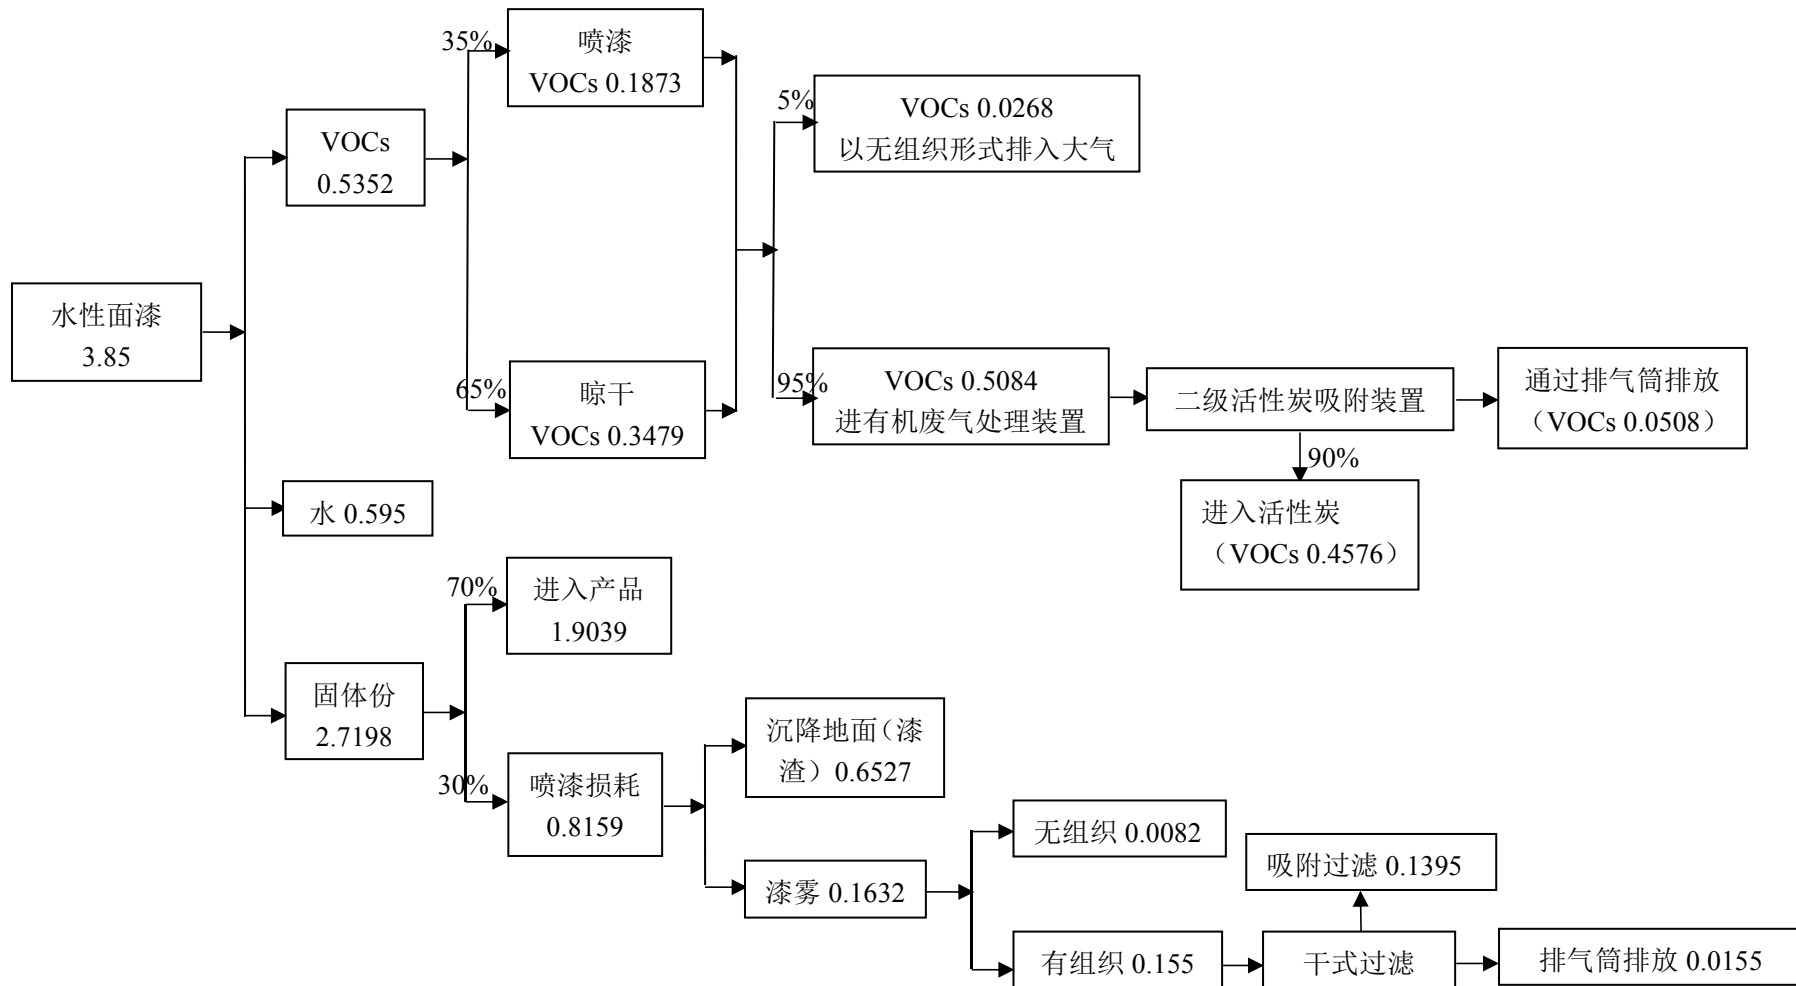 水性面漆
3.85
VOCs
0.5352
35%
喷漆
VOCs 0.1873
65%
晾干
VOCs 0.3479
5%
VOCs 0.0268
以无组织形式排入大气
95%
VOCs 0.5084
进有机废气处理装置
二级活性炭吸附装置
通过排气筒排放
（VOCs 0.0508）
90%
进入活性炭
（VOCs 0.4576）
水 0.595
固体份
2.7198
70%
进入产品
1.9039
30%
喷漆损耗
0.8159
沉降地面（漆
渣）0.6527
漆雾 0.1632
无组织 0.0082
有组织 0.155
吸附过滤 0.1395
干式过滤
排气筒排放 0.0155